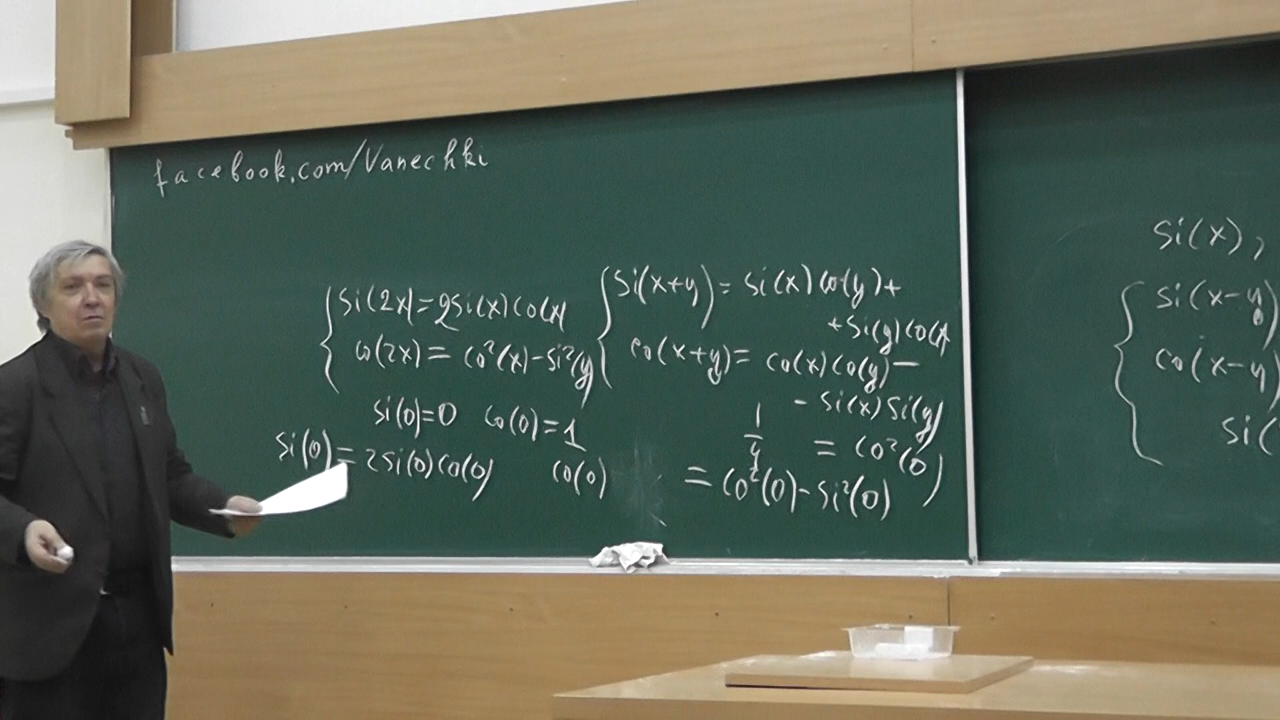 facebook.com/Vanechki
si(2x)=2si(x)co(x)
co(2x) = co²(x)-si²(y)
si(0)=0 co(0)=1
si(0)=2si(0)co(0) co(0)
si(x+y)= si(x)co(y)+
+si(y)co(x)
co(x+y)= co(x)co(y)—
- si(x)si(y)
1/4 = co²(0)
= co²(0)-si²(0)
si(x),
si(x-y)
co(x-y)
si(